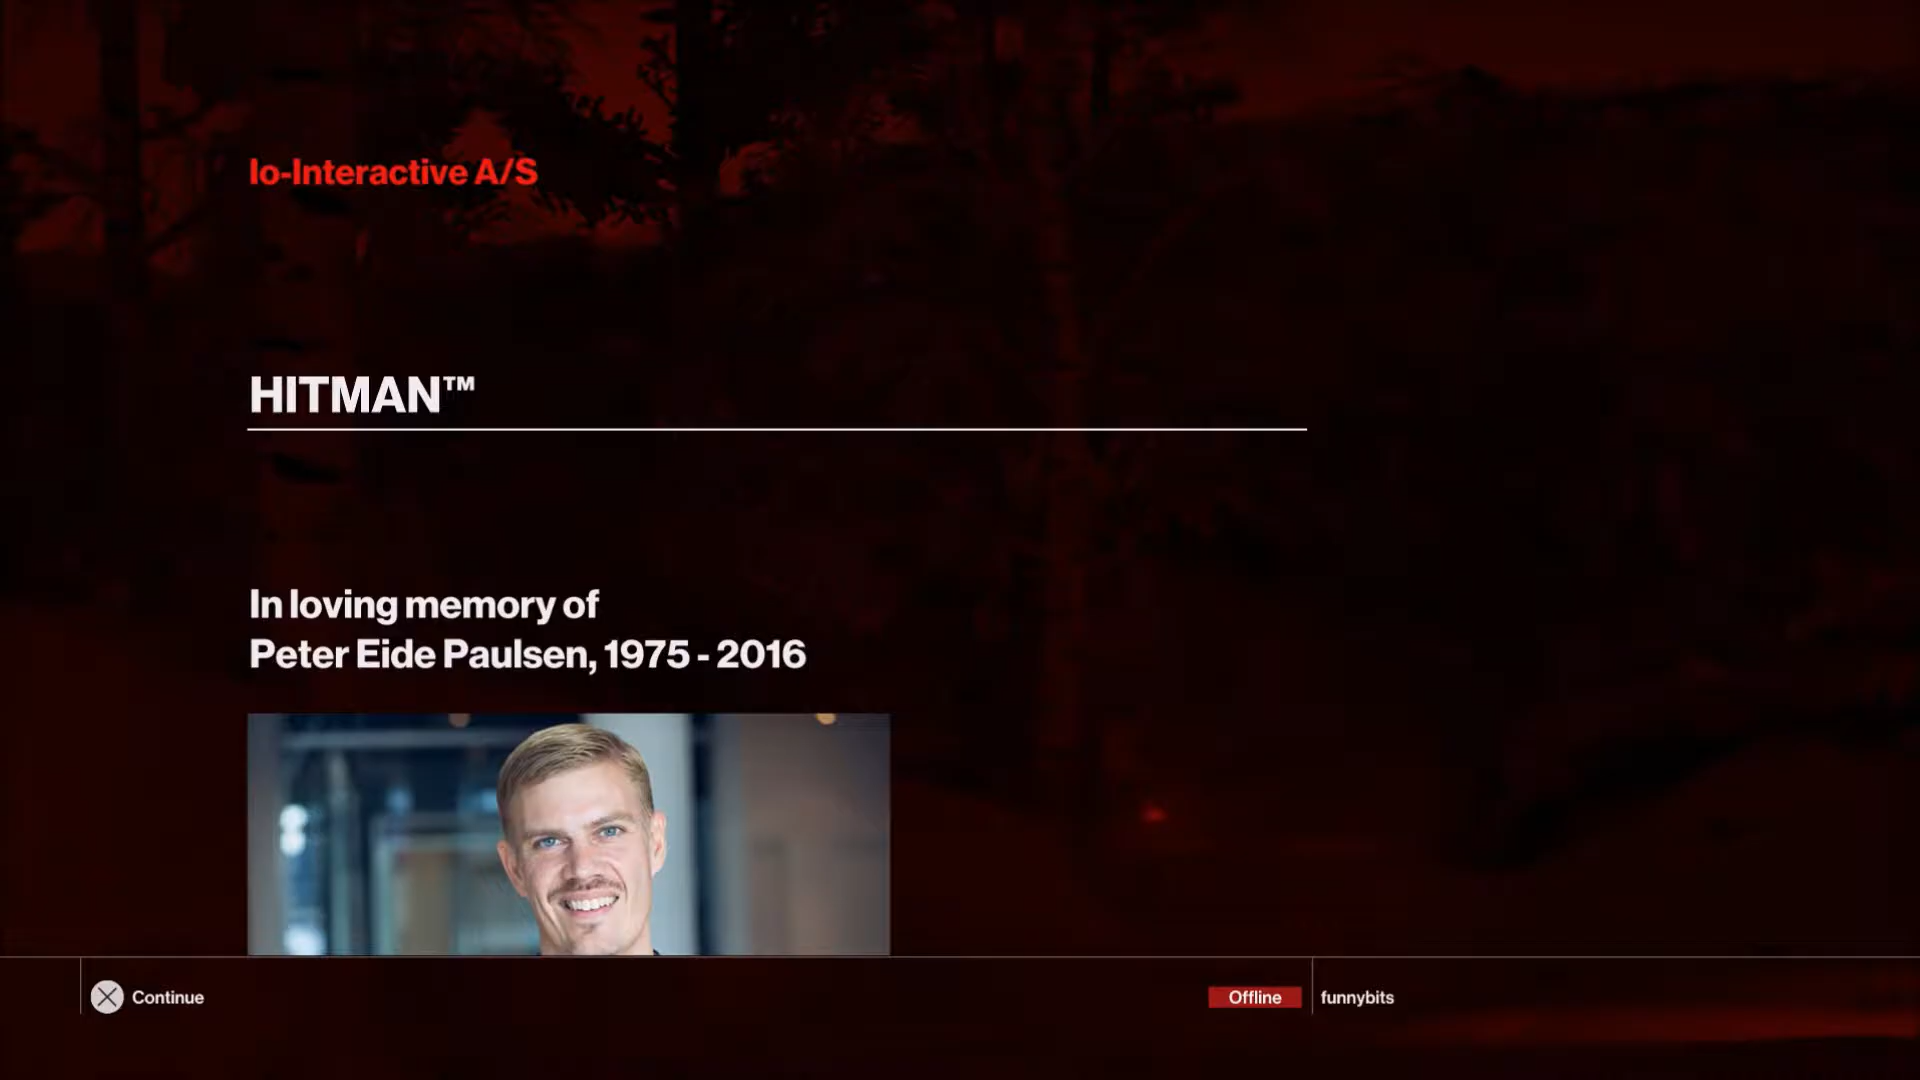 Io-Interactive A/S
HITMAN™
In loving memory of
Peter Eide Paulsen, 1975 - 2016
Continue
Offline
funnybits